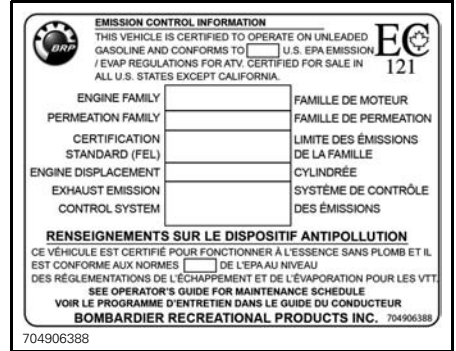 EMISSION CONTROL INFORMATION
THIS VEHICLE IS CERTIFIED TO OPERATE ON UNLEADED
GASOLINE AND CONFORMS TO U.S. EPA EMISSION
/ EVAP REGULATIONS FOR ATV. CERTIFIED FOR SALE IN
ALL U.S. STATES EXCEPT CALIFORNIA.
BRP
EC
121
ENGINE FAMILY FAMILLE DE MOTEUR
PERMEATION FAMILY FAMILLE DE PERMEATION
CERTIFICATION LIMITE DES ÉMISSIONS
STANDARD (FEL) DE LA FAMILLE
ENGINE DISPLACEMENT CYLINDRÉE
EXHAUST EMISSION SYSTÈME DE CONTRÔLE
CONTROL SYSTEM DES ÉMISSIONS
RENSEIGNEMENTS SUR LE DISPOSITIF ANTIPOLLUTION
CE VÉHICULE EST CERTIFIÉ POUR FONCTIONNER À L'ESSENCE SANS PLOMB ET IL
EST CONFORME AUX NORMES DE L'EPA AU NIVEAU
DES RÉGLEMENTATIONS DE L'ÉCHAPPEMENT ET DE L'ÉVAPORATION POUR LES VTT.
SEE OPERATOR'S GUIDE FOR MAINTENANCE SCHEDULE
VOIR LE PROGRAMME D'ENTRETIEN DANS LE GUIDE DU CONDUCTEUR
BOMBARDIER RECREATIONAL PRODUCTS INC. 704906388
704906388